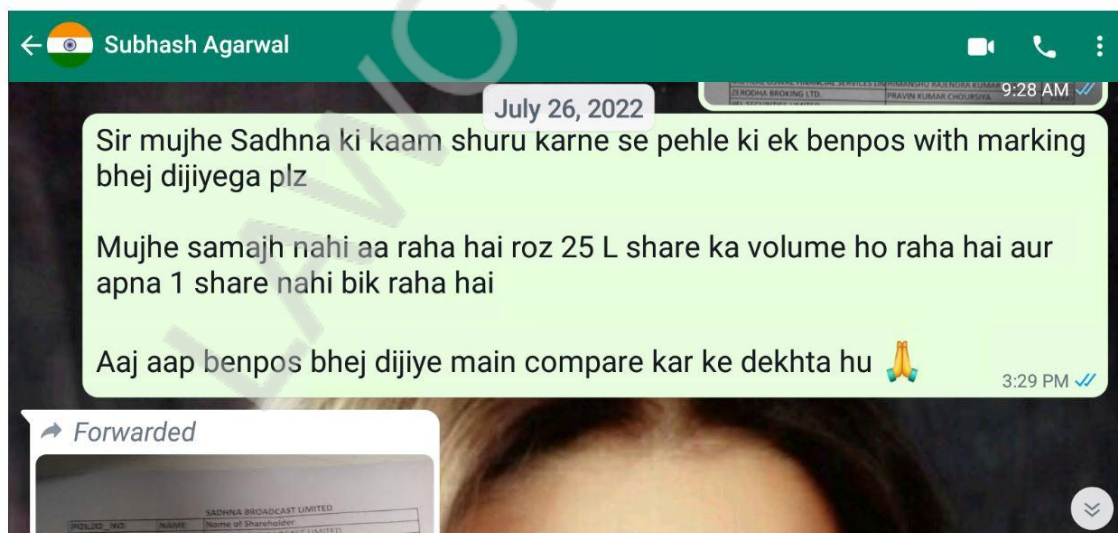 Subhash Agarwal
ZERODHA BROKING LTD.
PRAVIN KUMAR CHOURSIYA
9:28 AM
July 26, 2022
Sir mujhe Sadhna ki kaam shuru karne se pehle ki ek benpos with marking
bhej dijiyega plz
Mujhe samajh nahi aa raha hai roz 25 L share ka volume ho raha hai aur
apna 1 share nahi bik raha hai
Aaj aap benpos bhej dijiye main compare kar ke dekhta hu 🙏
3:29 PM
Forwarded
SADHNA BROADCAST LIMITED
FOLIO_NO NAME Name of Shareholder